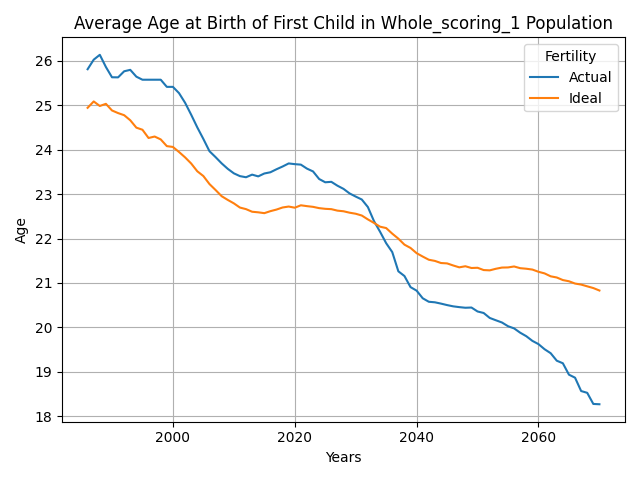 Average Age at Birth of First Child in Whole_scoring_1 Population
Fertility
Actual
Ideal
Age
26
25
24
23
22
21
20
19
18
2000 2020 2040 2060
Years